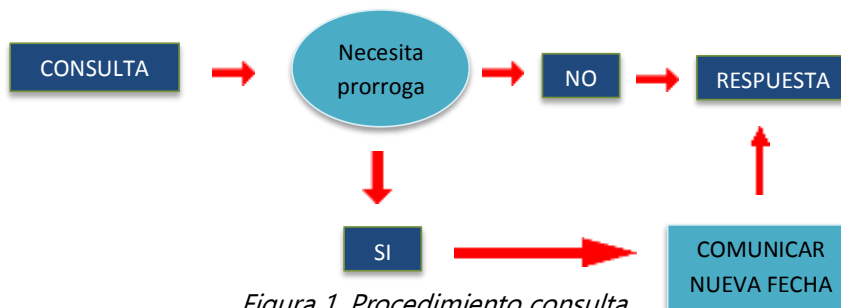 CONSULTA
Necesita
prorroga
NO
RESPUESTA
SI
COMUNICAR
NUEVA FECHA
Figura 1. Procedimiento consulta